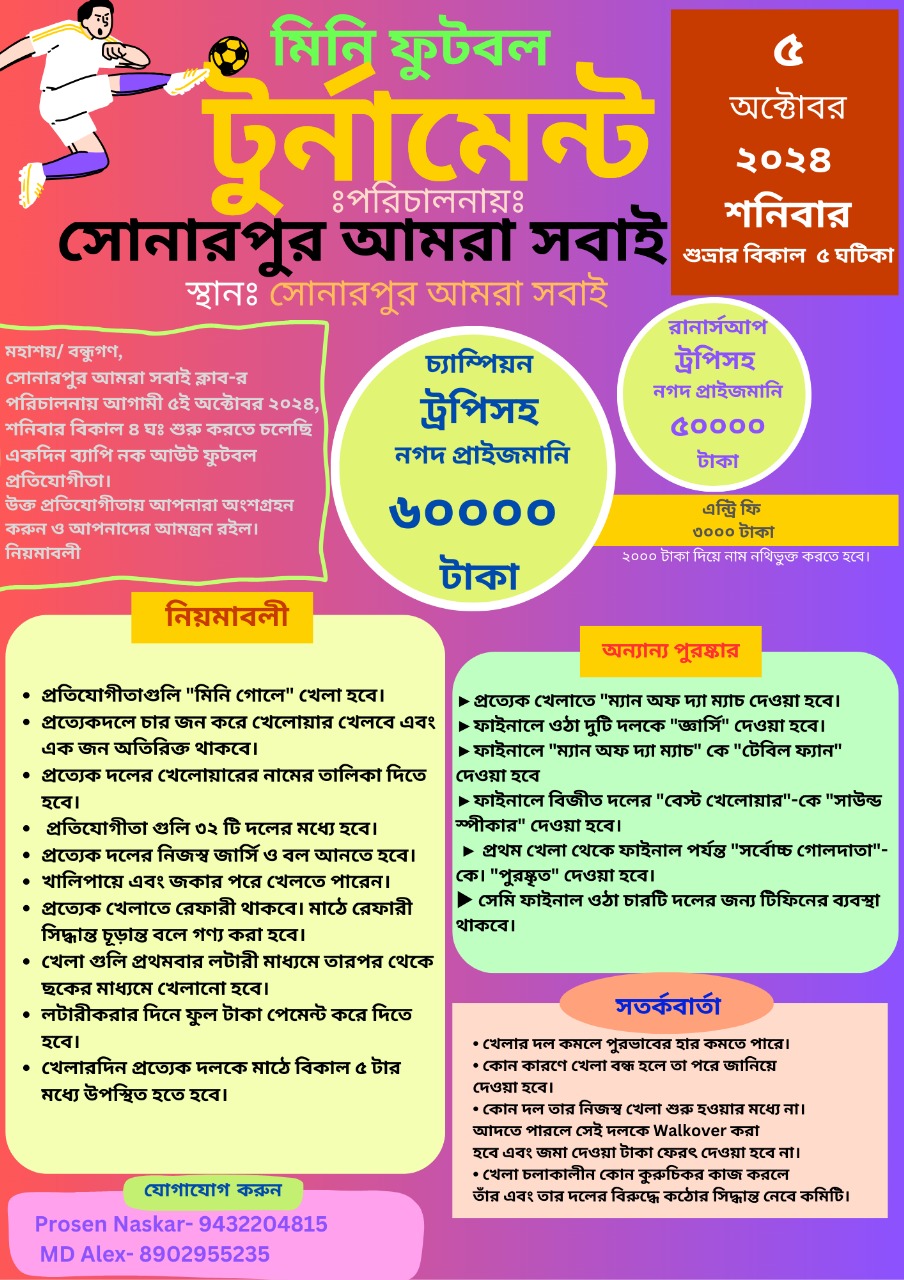 মিনি ফুটবল
টুর্নামেন্ট
ঃপরিচালনায়ঃ
সোনারপুর আমরা সবাই
স্থানঃ সোনারপুর আমরা সবাই
৫
অক্টোবর
২০২৪
শনিবার
শুভ্রার বিকাল ৫ ঘটিকা
মহাশয়/ বন্ধুগণ,
সোনারপুর আমরা সবাই ক্লাব-র
পরিচালনায় আগামী ৫ই অক্টোবর ২০২৪,
শনিবার বিকাল ৪ ঘঃ শুরু করতে চলেছি
একদিন ব্যাপি নক আউট ফুটবল
প্রতিযোগীতা।
উক্ত প্রতিযোগীতায় আপনারা অংশগ্রহন
করুন ও আপনাদের আমন্ত্রন রইল।
নিয়মাবলী
চ্যাম্পিয়ন
ট্রপিসহ
নগদ প্রাইজমানি
৬০০০০
টাকা
রানার্সআপ
ট্রপিসহ
নগদ প্রাইজমানি
৫০০০০
টাকা
এন্ট্রি ফি
৩০০০ টাকা
২০০০ টাকা দিয়ে নাম নথিভুক্ত করতে হবে।
নিয়মাবলী
• প্রতিযোগীতাগুলি "মিনি গোলে" খেলা হবে।
• প্রত্যেকদলে চার জন করে খেলোয়ার খেলবে এবং
এক জন অতিরিক্ত থাকবে।
• প্রত্যেক দলের খেলোয়ারের নামের তালিকা দিতে
হবে।
• প্রতিযোগীতা গুলি ৩২ টি দলের মধ্যে হবে।
• প্রত্যেক দলের নিজস্ব জার্সি ও বল আনতে হবে।
• খালিপায়ে এবং জকার পরে খেলতে পারেন।
• প্রত্যেক খেলাতে রেফারী থাকবে। মাঠে রেফারী
সিদ্ধান্ত চূড়ান্ত বলে গণ্য করা হবে।
• খেলা গুলি প্রথমবার লটারী মাধ্যমে তারপর থেকে
ছকের মাধ্যমে খেলানো হবে।
• লটারীকরার দিনে ফুল টাকা পেমেন্ট করে দিতে
হবে।
• খেলারদিন প্রত্যেক দলকে মাঠে বিকাল ৫ টার
মধ্যে উপস্থিত হতে হবে।
অন্যান্য পুরষ্কার
►প্রত্যেক খেলাতে "ম্যান অফ দ্যা ম্যাচ দেওয়া হবে।
►ফাইনালে ওঠা দুটি দলকে "জ্ঞার্সি" দেওয়া হবে।
►ফাইনালে "ম্যান অফ দ্যা ম্যাচ" কে "টেবিল ফ্যান"
দেওয়া হবে
►ফাইনালে বিজীত দলের "বেস্ট খেলোয়ার"-কে "সাউন্ড
স্পীকার" দেওয়া হবে।
► প্রথম খেলা থেকে ফাইনাল পর্যন্ত "সর্বোচ্চ গোলদাতা"-
কে। "পুরষ্কৃত" দেওয়া হবে।
▶ সেমি ফাইনাল ওঠা চারটি দলের জন্য টিফিনের ব্যবস্থা
থাকবে।
সতর্কবার্তা
• খেলার দল কমলে পুরভাবের হার কমতে পারে।
• কোন কারণে খেলা বন্ধ হলে তা পরে জানিয়ে
দেওয়া হবে।
• কোন দল তার নিজস্ব খেলা শুরু হওয়ার মধ্যে না।
আদতে পারলে সেই দলকে Walkover করা
হবে এবং জমা দেওয়া টাকা ফেরৎ দেওয়া হবে না।
• খেলা চলাকালীন কোন কুরুচিকর কাজ করলে
তাঁর এবং তার দলের বিরুদ্ধে কঠোর সিদ্ধান্ত নেবে কমিটি।
যোগাযোগ করুন
Prosen Naskar- 9432204815
MD Alex- 8902955235